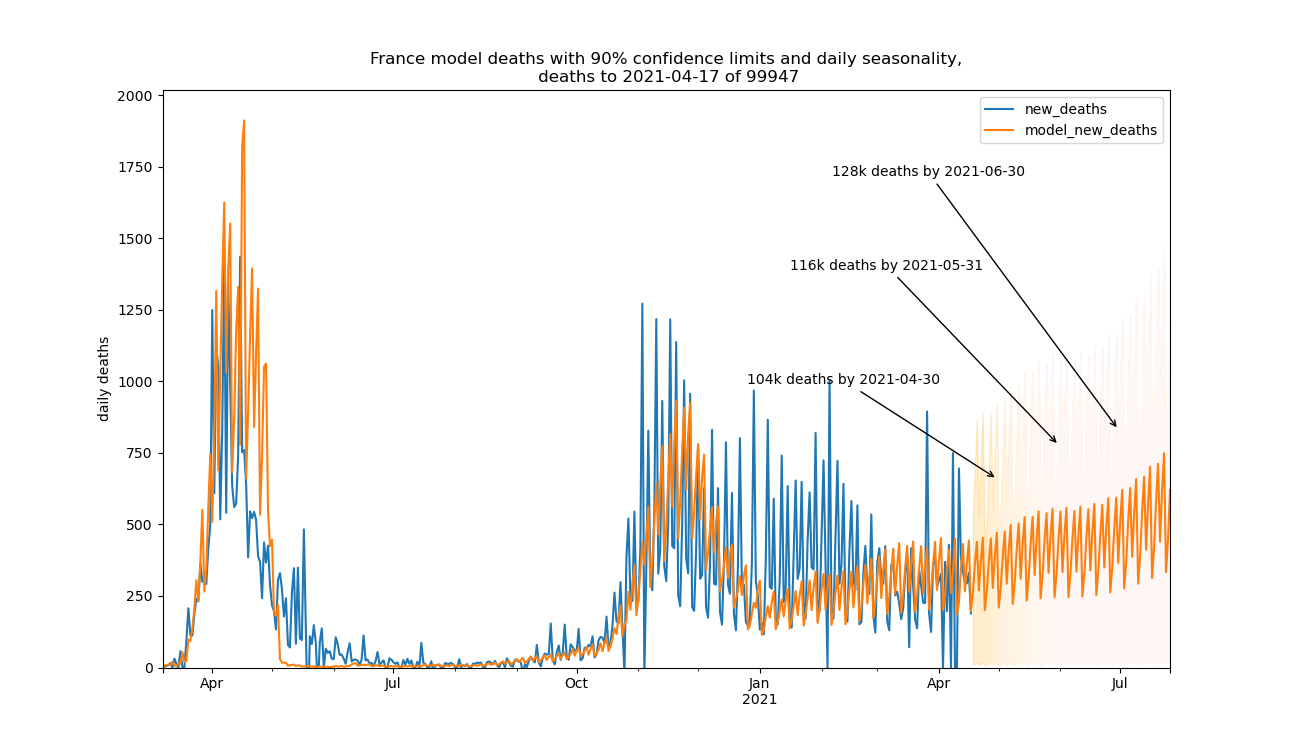 France model deaths with 90% confidence limits and daily seasonality,
deaths to 2021-04-17 of 99947
new_deaths
model_new_deaths
128k deaths by 2021-06-30
116k deaths by 2021-05-31
104k deaths by 2021-04-30
daily deaths
2000
1750
1500
1250
1000
750
500
250
0
Apr
Jul
Oct
Jan
2021
Apr
Jul